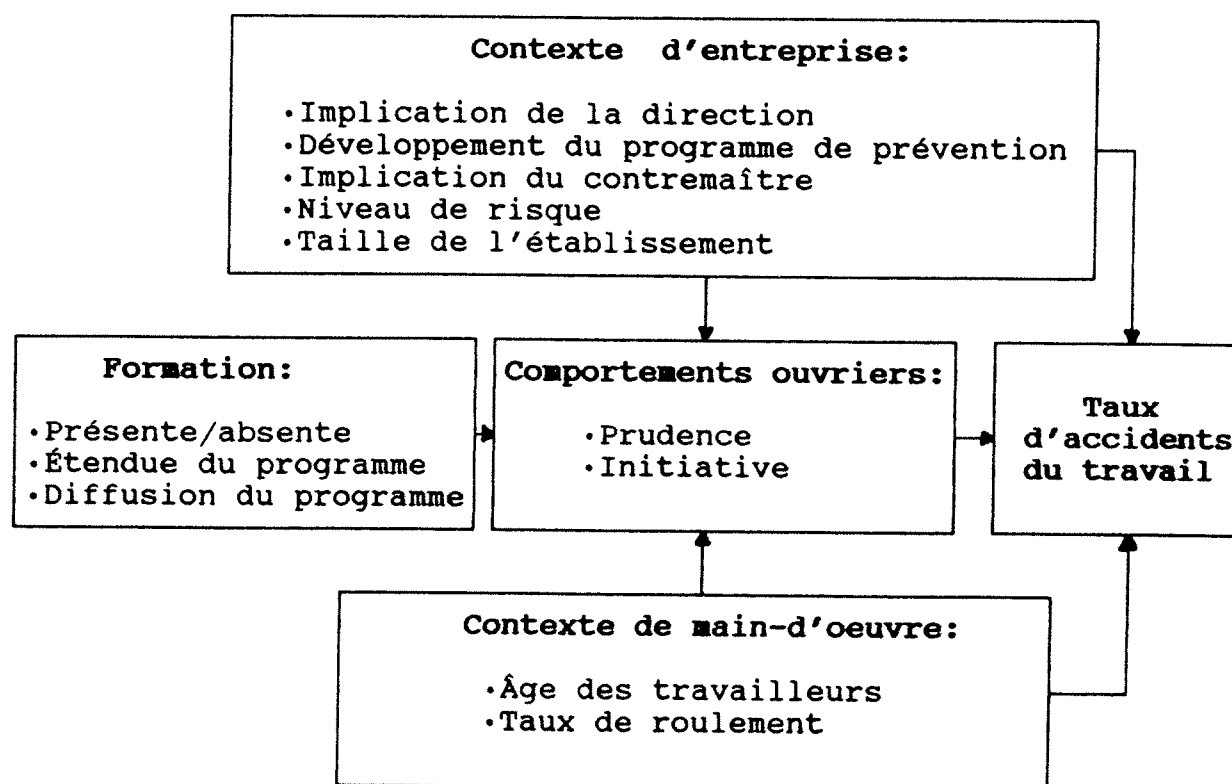 Contexte d'entreprise:
·Implication de la direction
·Développement du programme de prévention
·Implication du contremaître
·Niveau de risque
·Taille de l'établissement
Formation:
·Présente/absente
·Étendue du programme
·Diffusion du programme
Comportements ouvriers:
·Prudence
·Initiative
Taux
d'accidents
du travail
Contexte de main-d'oeuvre:
·Âge des travailleurs
·Taux de roulement